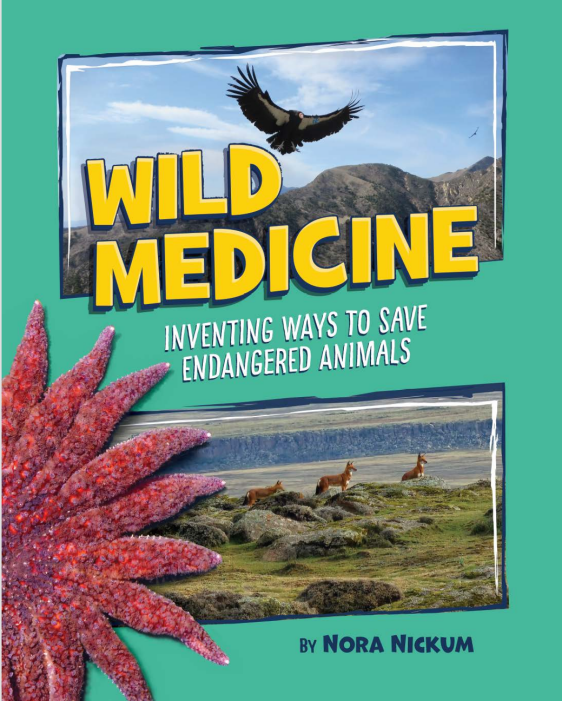 WILD
MEDICINE
INVENTING WAYS TO SAVE
ENDANGERED ANIMALS
BY NORA NICKUM